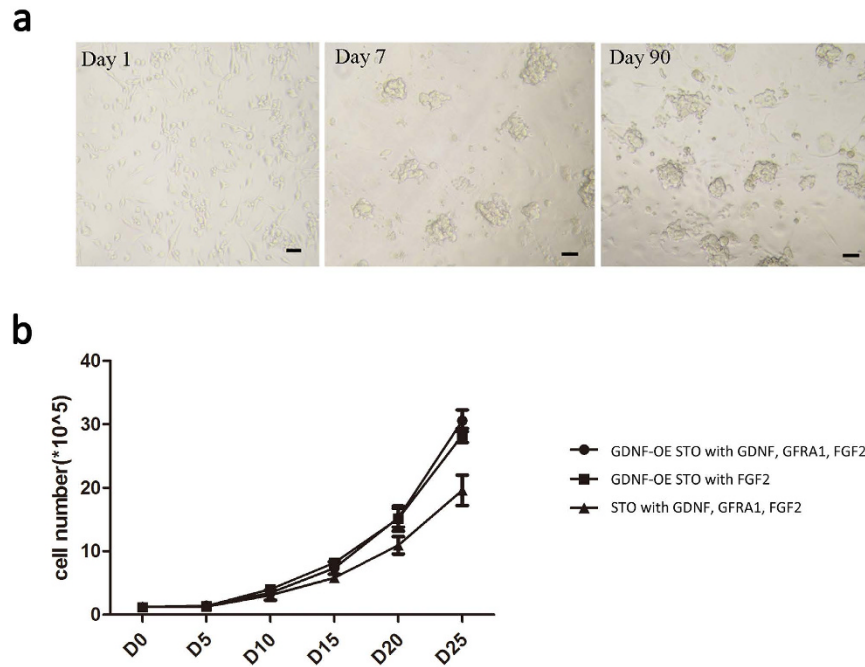 a
Day 1
Day 7
Day 90
b
40
30
20
10
0
cell number(*10^5)
D0
D5
D10
D15
D20
D25
GDNF-OE STO with GDNF, GFRA1, FGF2
GDNF-OE STO with FGF2
STO with GDNF, GFRA1, FGF2